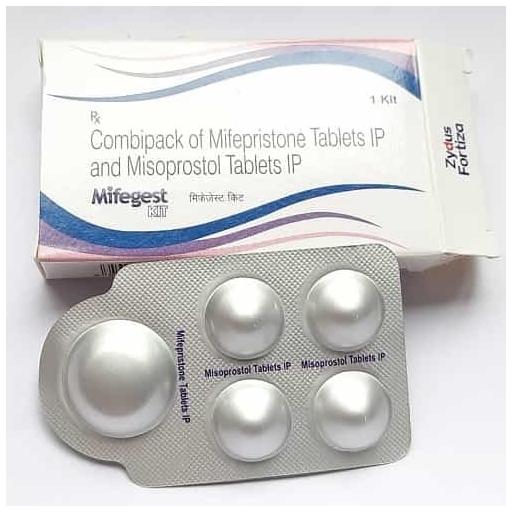 1 Kit
Rx
Combipack of Mifepristone Tablets IP
and Misoprostol Tablets IP
Mifegest
KIT
मिफेजेस्ट किट
Zydus
Fortiza
Mifepristone Tablets IP
Misoprostol Tablets IP
Misoprostol Tablets IP